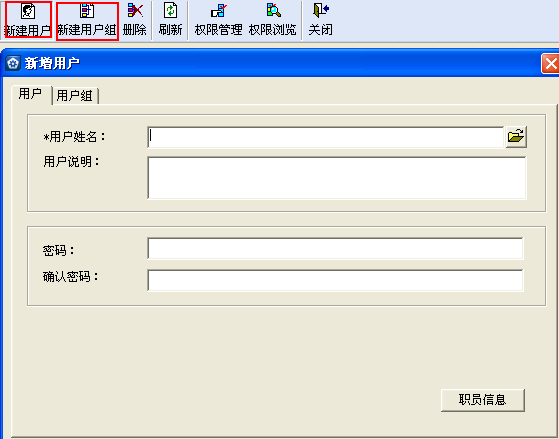 新建用户 新建用户组 删除 刷新 权限管理 权限浏览 关闭
新增用户
用户 用户组
*用户姓名：
用户说明：
密码：
确认密码：
职员信息